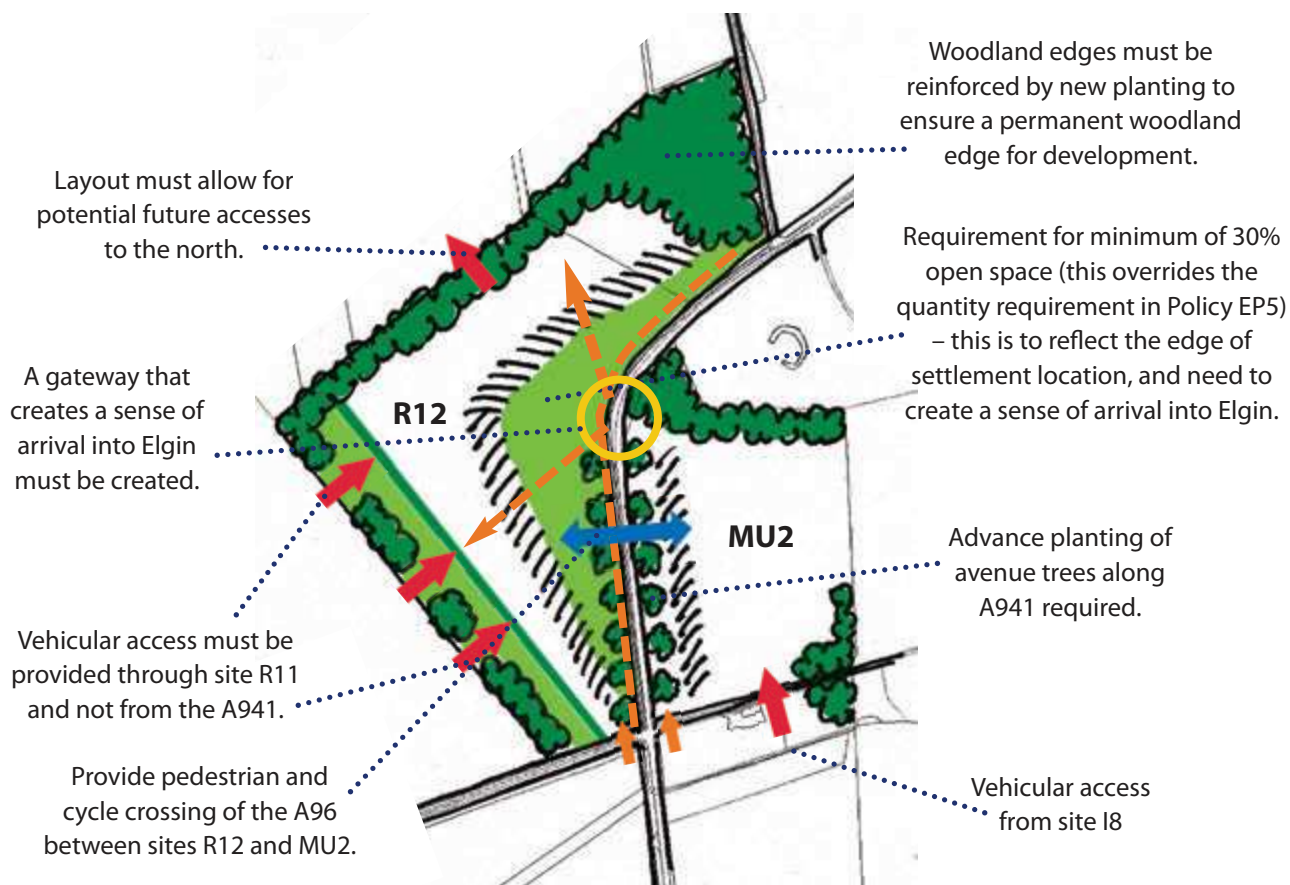 Woodland edges must be
reinforced by new planting to
ensure a permanent woodland
edge for development.
Layout must allow for
potential future accesses
to the north.
Requirement for minimum of 30%
open space (this overrides the
quantity requirement in Policy EP5)
– this is to reflect the edge of
settlement location, and need to
create a sense of arrival into Elgin.
A gateway that
creates a sense of
arrival into Elgin
must be created.
R12
MU2
Advance planting of
avenue trees along
A941 required.
Vehicular access must be
provided through site R11
and not from the A941.
Provide pedestrian and
cycle crossing of the A96
between sites R12 and MU2.
Vehicular access
from site I8